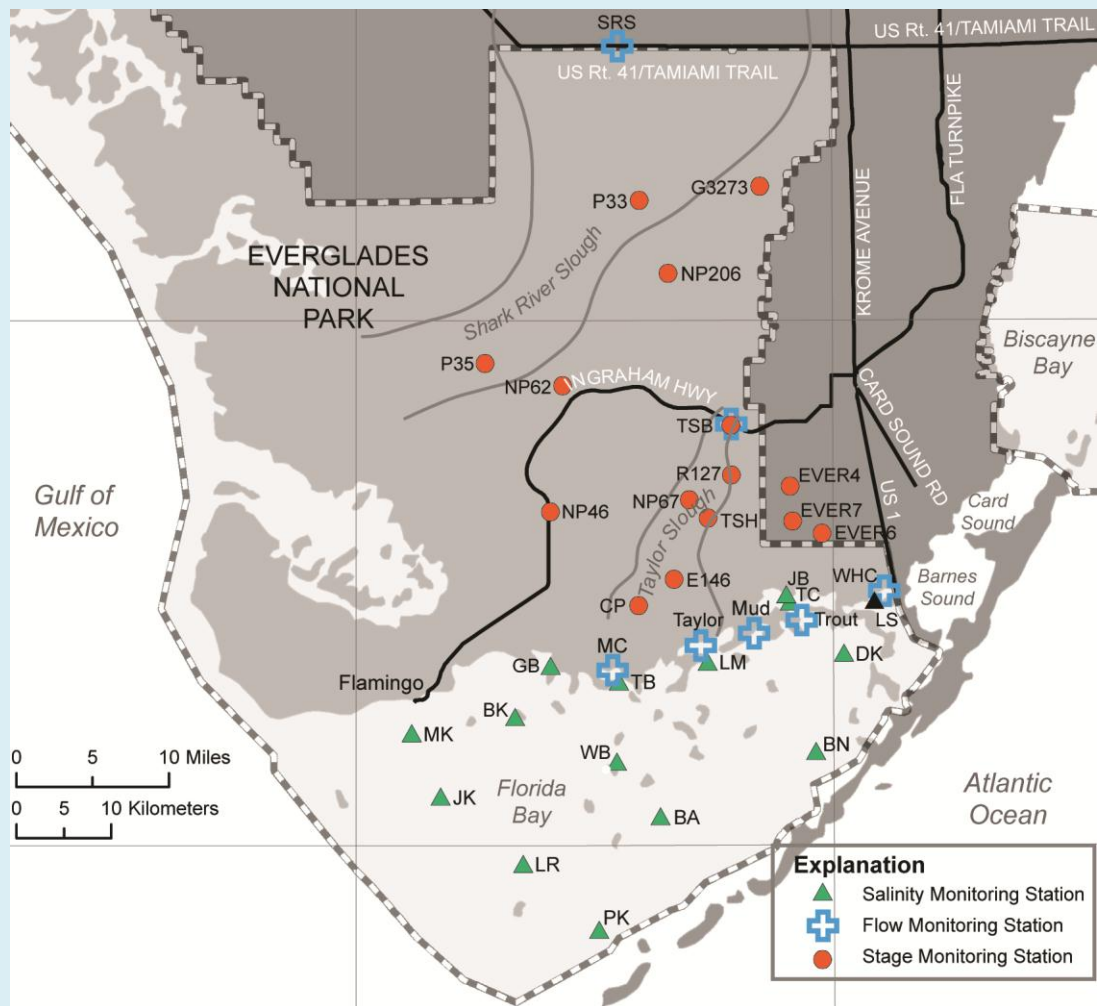 SRS
US Rt. 41/TAMIAMI TRAIL
US Rt. 41/TAMIAMI TRAIL
KROME AVENUE
FLA TURNPIKE
G3273
P33
EVERGLADES
NATIONAL
PARK
Shark River Slough
NP206
Biscayne
Bay
P35
NP62
INGRAHAM HWY
CARD SOUND RD
TSB
R127
EVER4
US 1
Gulf of
Mexico
NP67
NP46
TSH
EVER7
EVER6
Card
Sound
Taylor Slough
E146
JB
TC
WHC
Barnes
Sound
CP
Taylor
Mud
Trout
LS
MC
GB
TB
LM
DK
Flamingo
BK
MK
WB
BN
0 5 10 Miles
0 5 10 Kilometers
JK
Florida
Bay
BA
Atlantic
Ocean
LR
PK
Explanation
Salinity Monitoring Station
Flow Monitoring Station
Stage Monitoring Station